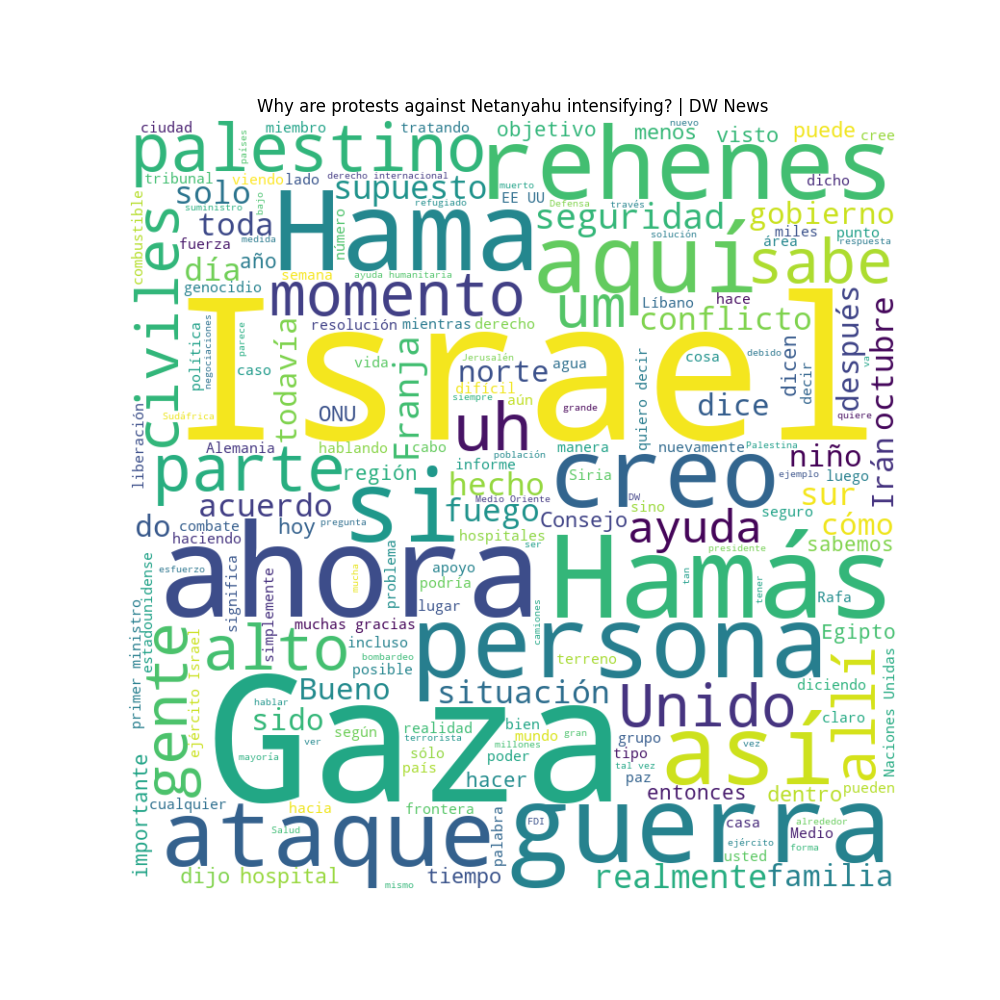 Why are protests against Netanyahu intensifying? | DW News
ciudad
miembro
tratando
objetivo
nuevo
menos
visto
puede
cree
palestino
países
rehenes
tribunal
viendo
lado
derecho internacional
dicho
solo
bajo
supuesto
muerto
EE UU
Defensa
través
combustible
suministro
refugiado
toda
Hama
número
seguridad
gobierno
miles
punto
fuerza
medida
solución
área
respuesta
civiles
día
año
semana
ayuda humanitaria
aquí
sabe
genocidio
momento
um
Líbano
hace
conflicto
después
octubre
política
negociaciones
parece
todavía
resolución
mientras
derecho
Israel
caso
vida
Franja
Jerusalén
norte
agua
cosa
debido
dicen
decir
va
difícil
siempre
aún
quiero decir
liberación
Sudáfrica
ONU
uh
grande
dice
quiere
Irán
Alemania
hablando
cabo
manera
nuevamente
Palestina
niño
parte
población
región
informe
Siria
creo
ejemplo
luego
Medio Oriente
hecho
DW
sino
sur
acuerdo
si
fuego
Consejo
ayuda
seguro
cómo
do
combate
hoy
pregunta
haciendo
hospitales
ser
presidente
sabemos
ahora
Hamás
esfuerzo
estadounidense
significa
simplemente
mucha
problema
apoyo
podría
tan
tener
Rafa
lugar
camiones
primer ministro
muchas gracias
incluso
persona
Egipto
gente
ejército Israel
alto
bombardeo
posible
terreno
allí
Naciones Unidas
Bueno
situación
Unido
diciendo
hablar
sido
según
realidad
bien
claro
terrorista
mundo
gran
grupo
así
vez
mayoría
ver
Gaza
sólo
millones
tipo
país
poder
tal vez
importante
hacer
paz
entonces
dentro
pueden
cualquier
hacia
frontera
ataque
palabra
FDI
guerra
casa
alrededor
Salud
Medio
ejército
forma
usted
dijo
hospital
mismo
tiempo
realmente
familia